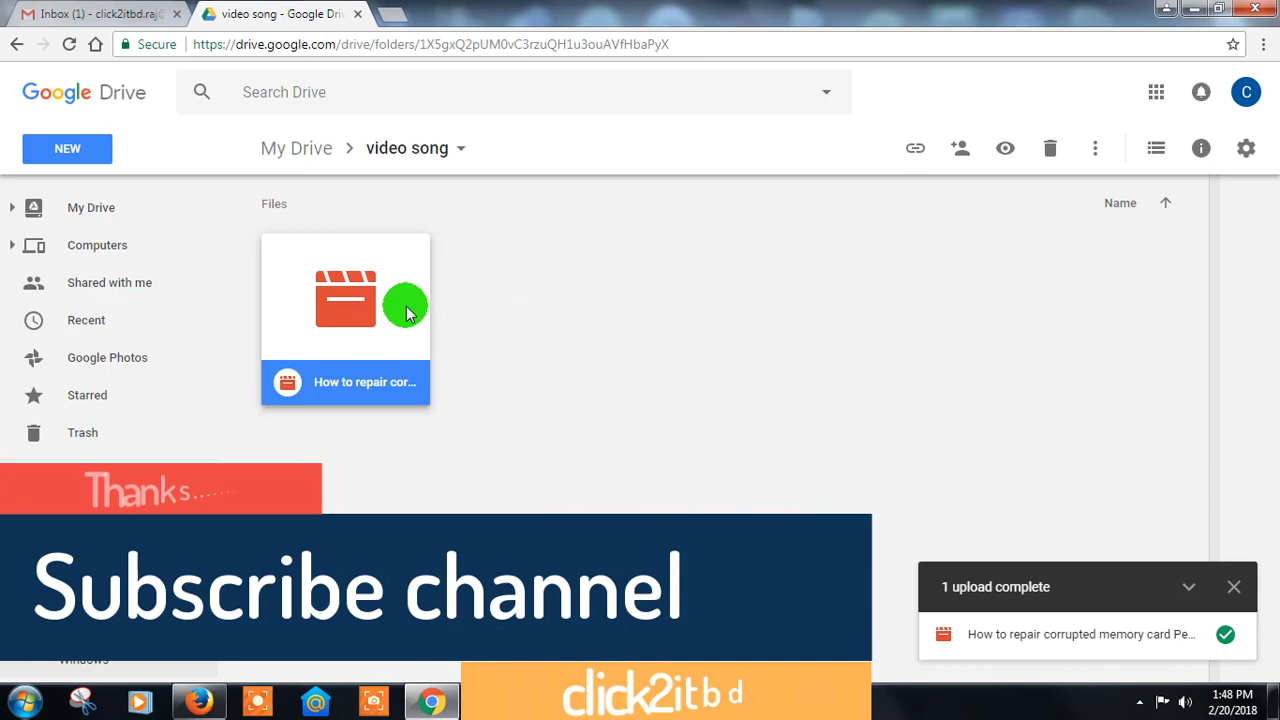 Inbox (1) - click2itbd.raj@
video song - Google Driv
Secure
https://drive.google.com/drive/folders/1X5gxQ2pUM0vC3rzuQH1u3ouAVfHbaPyX
Google Drive
Search Drive
NEW
My Drive
video song
My Drive
Computers
Shared with me
Recent
Google Photos
Starred
Trash
Windows
Files
Name
How to repair cor...
Thanks......
Subscribe channel
click2itbd
1 upload complete
How to repair corrupted memory card Pe...
C
1:48 PM
2/20/2018